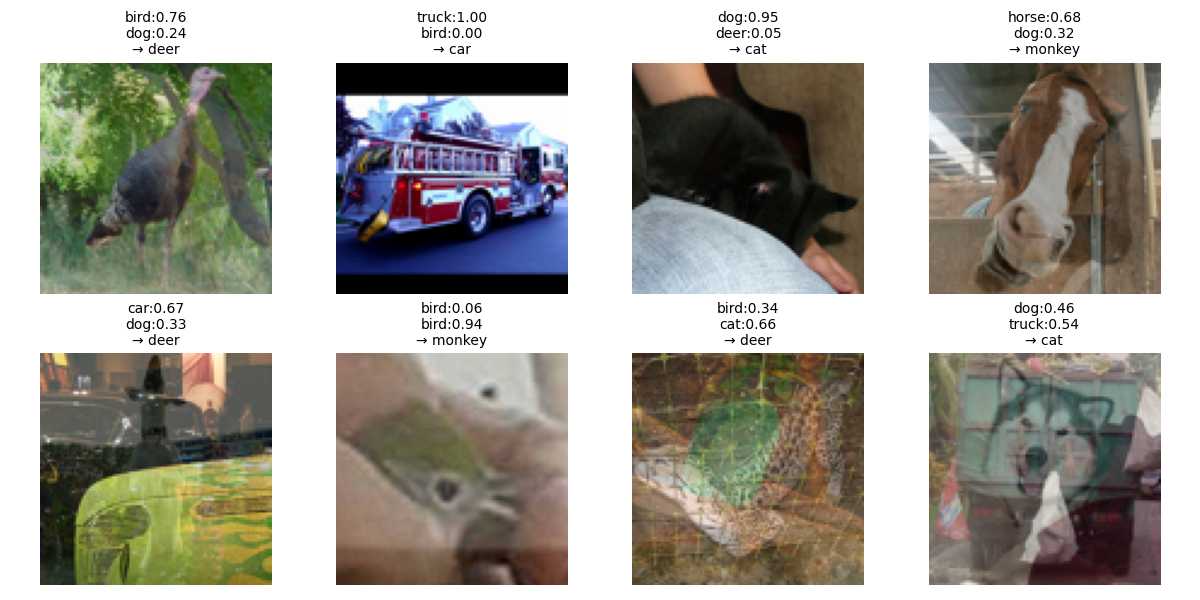 bird:0.76
dog:0.24
→ deer
truck:1.00
bird:0.00
→ car
dog:0.95
deer:0.05
→ cat
horse:0.68
dog:0.32
→ monkey
car:0.67
dog:0.33
→ deer
bird:0.06
bird:0.94
→ monkey
bird:0.34
cat:0.66
→ deer
dog:0.46
truck:0.54
→ cat